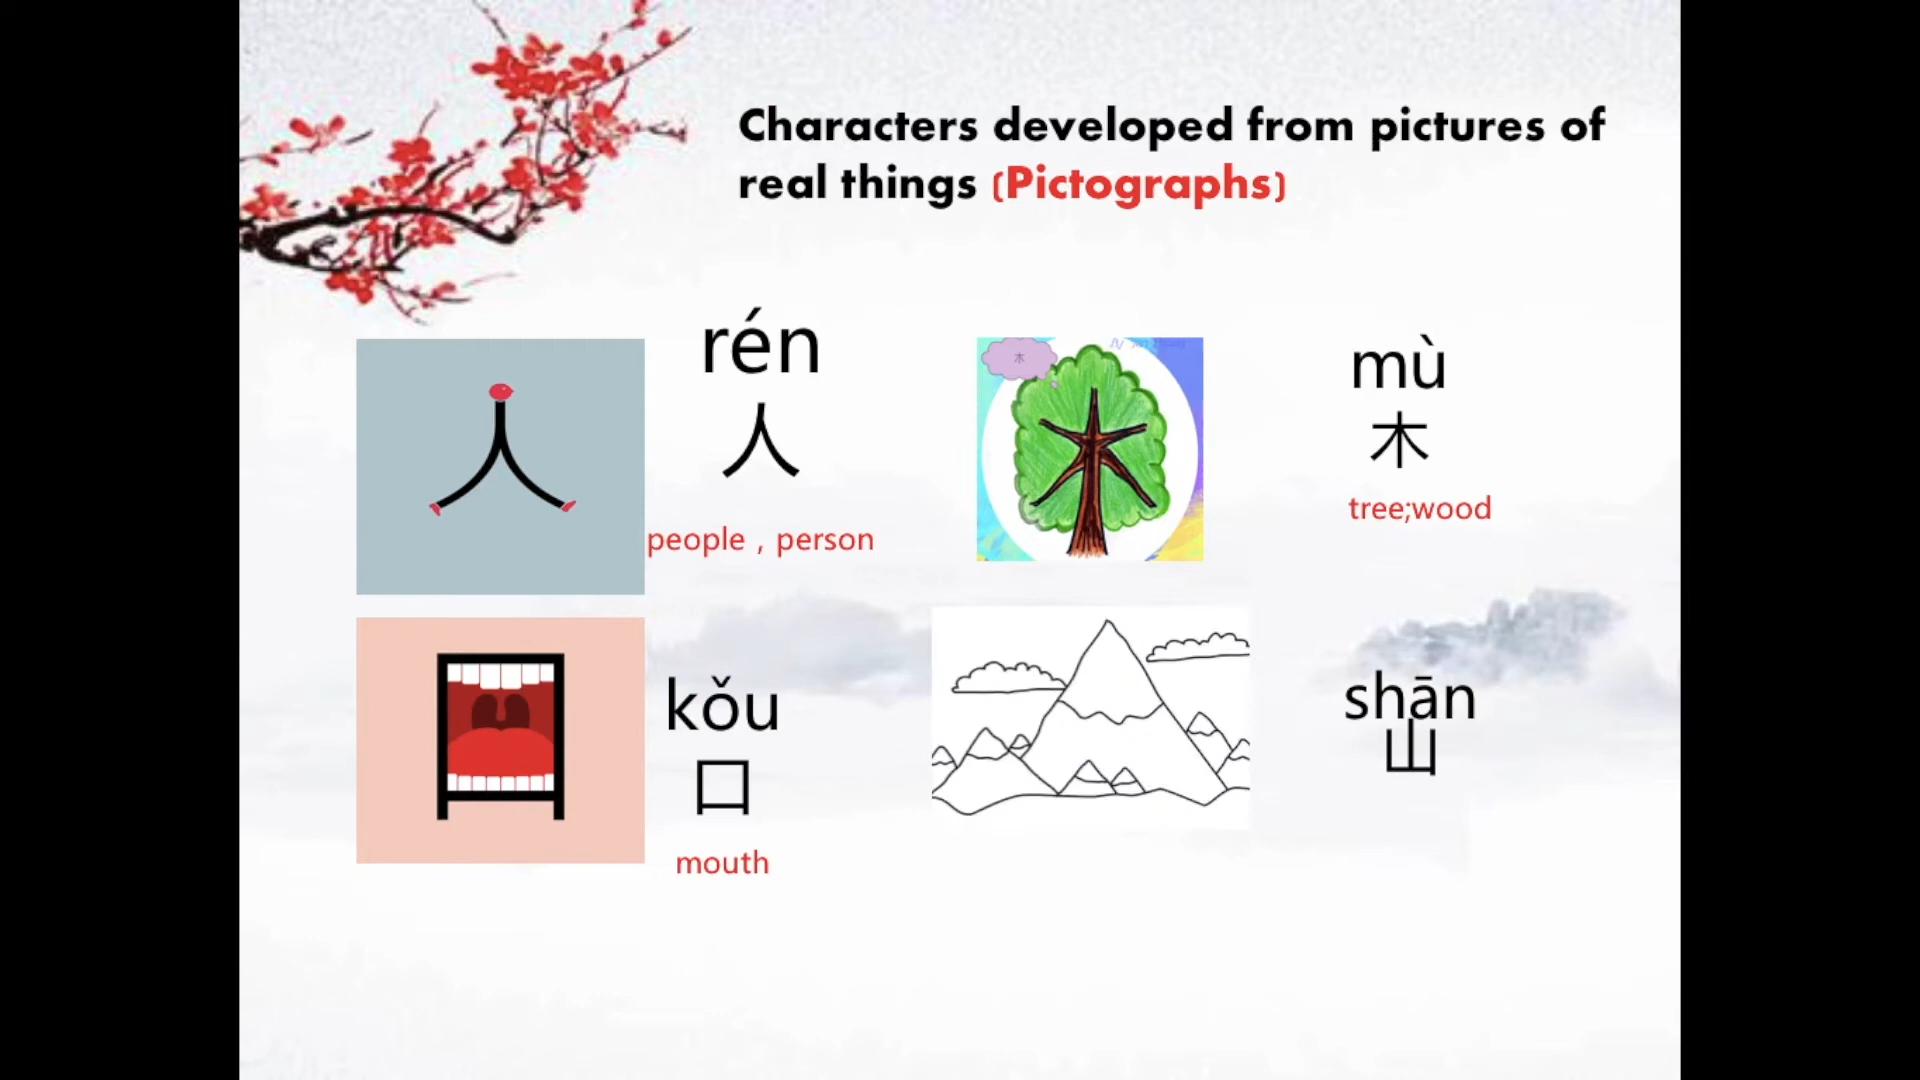 Characters developed from pictures of
real things (Pictographs)
rén
人
people , person
木
mù
木
tree;wood
kǒu
口
mouth
shān
山